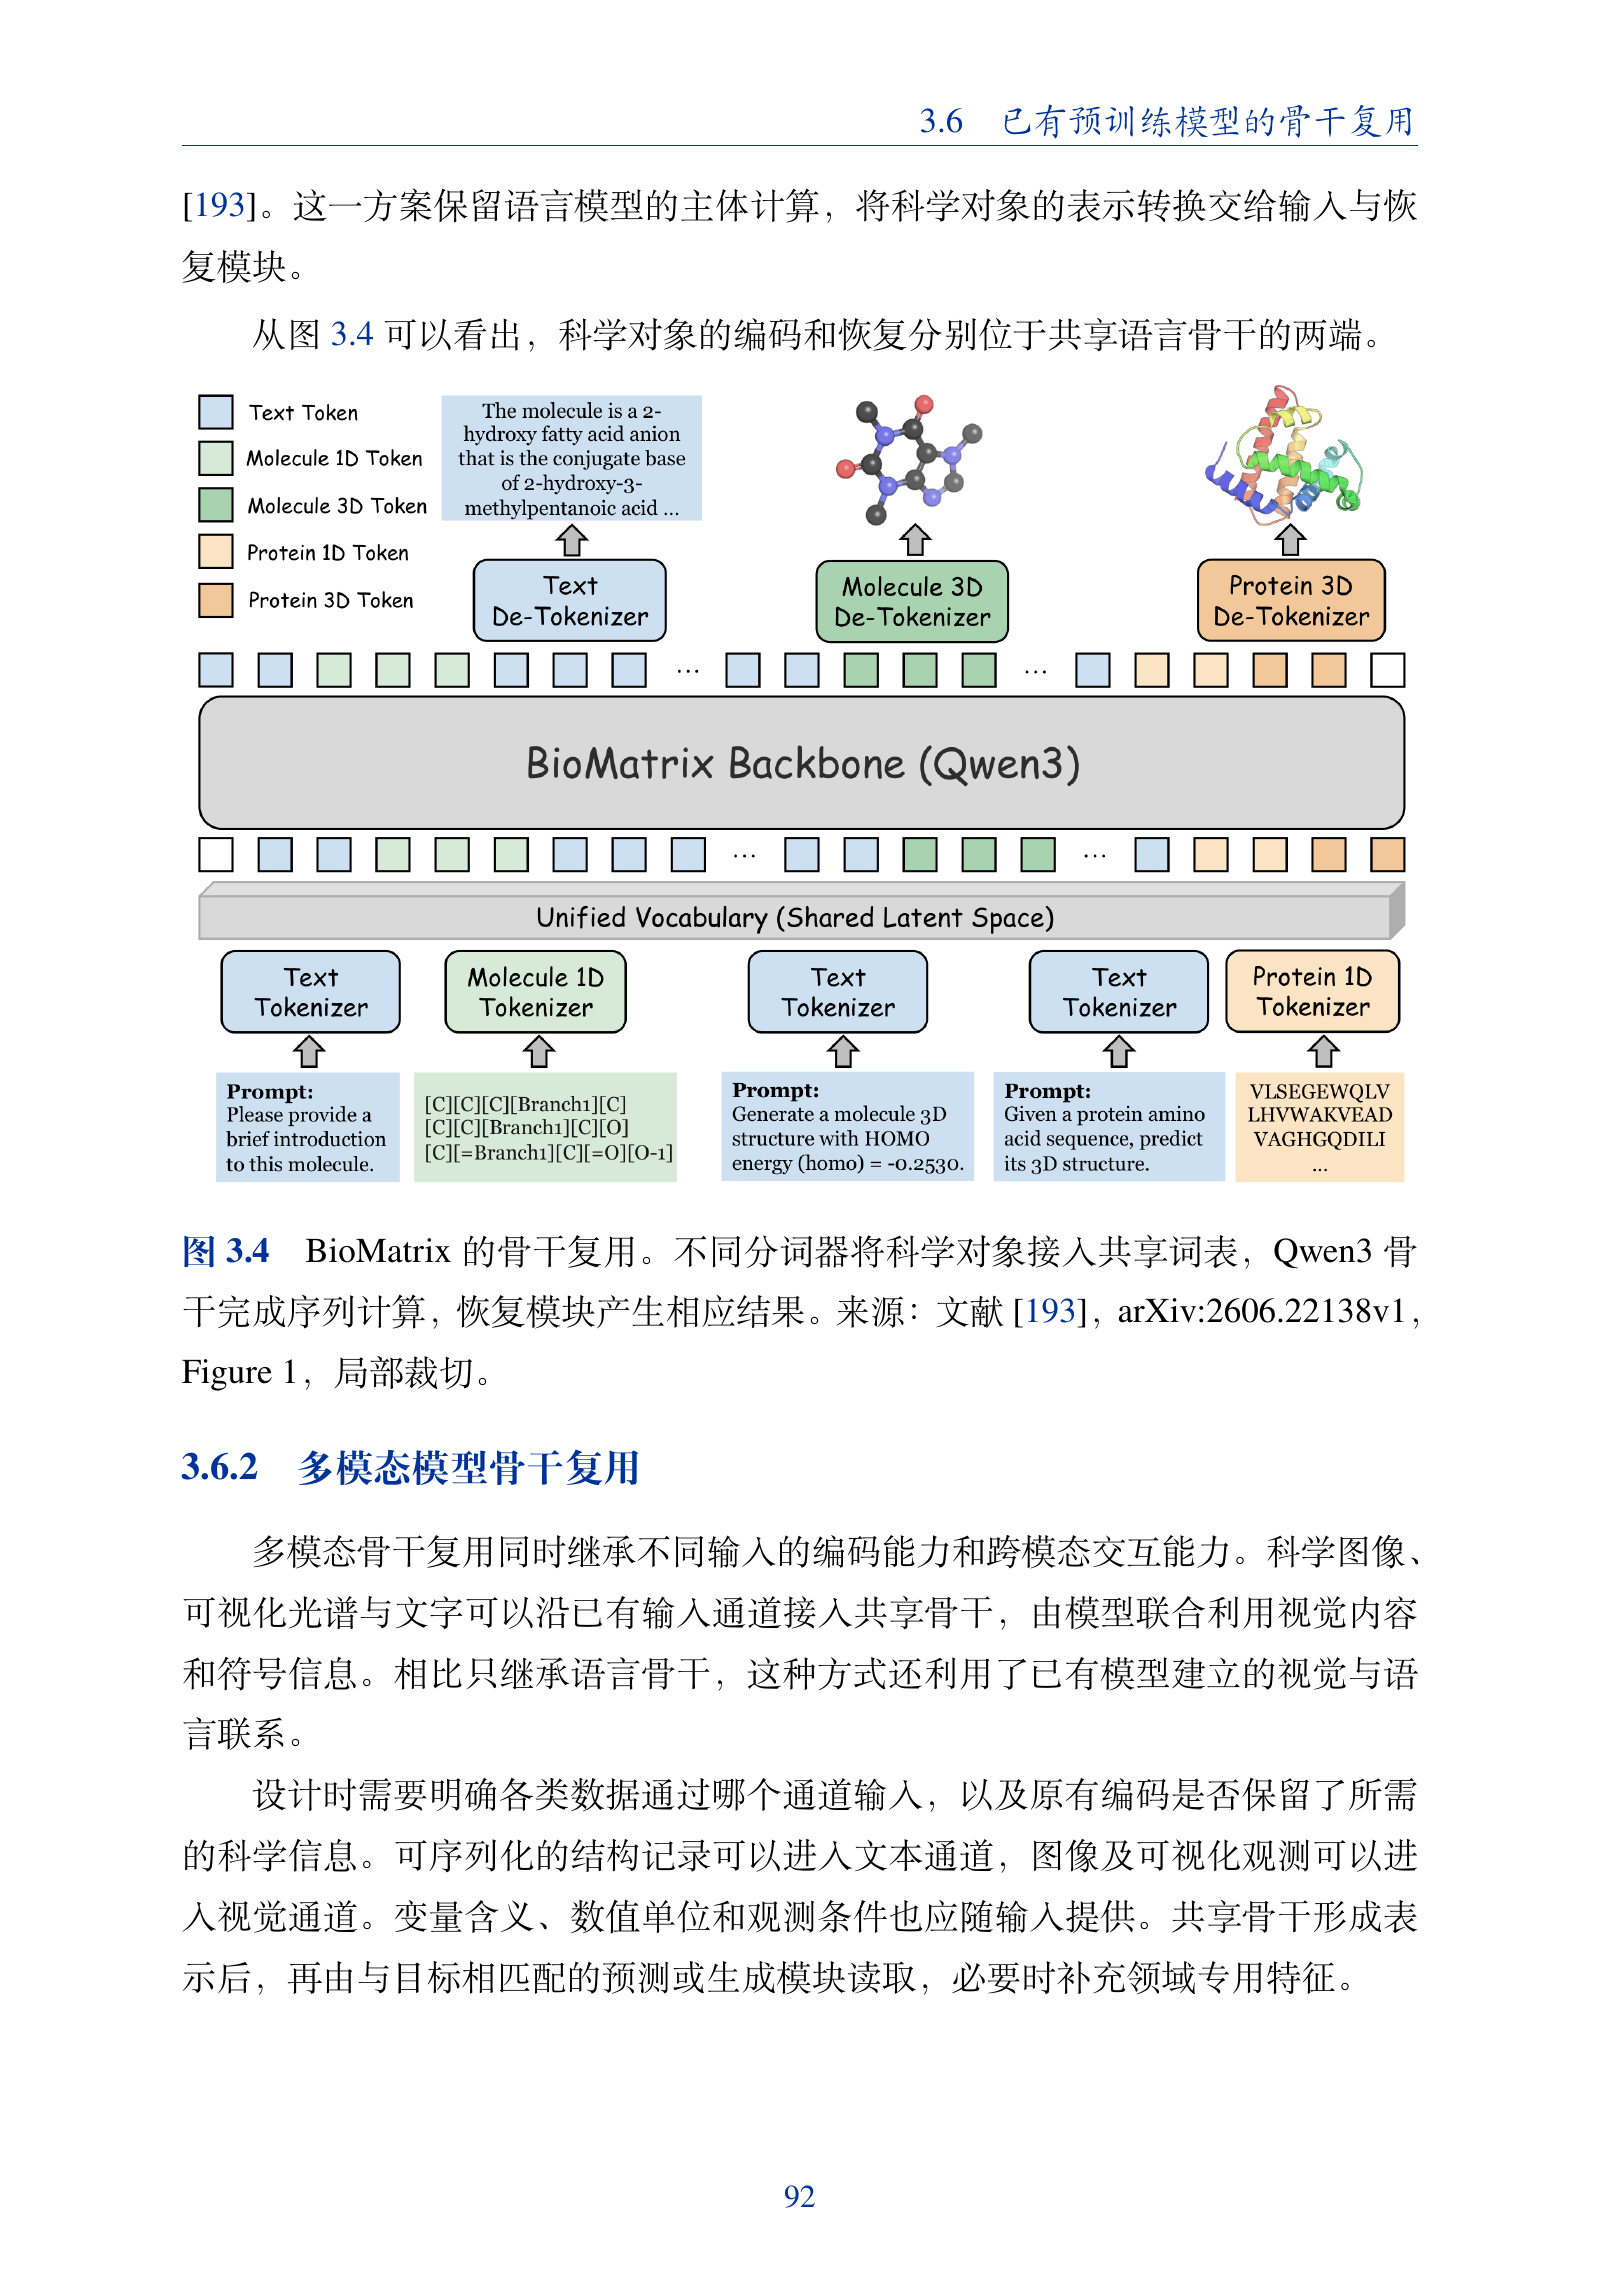 3.6 已有预训练模型的骨干复用
[193]。这一方案保留语言模型的主体计算，将科学对象的表示转换交给输入与恢
复模块。
从图 3.4 可以看出，科学对象的编码和恢复分别位于共享语言骨干的两端。
Text Token
Molecule 1D Token
Molecule 3D Token
Protein 1D Token
Protein 3D Token
The molecule is a 2-
hydroxy fatty acid anion
that is the conjugate base
of 2-hydroxy-3-
methylpentanoic acid ...
Text
De-Tokenizer
Molecule 3D
De-Tokenizer
Protein 3D
De-Tokenizer
... ...
BioMatrix Backbone (Qwen3)
... ...
Unified Vocabulary (Shared Latent Space)
Text
Tokenizer
Molecule 1D
Tokenizer
Text
Tokenizer
Text
Tokenizer
Protein 1D
Tokenizer
Prompt:
Please provide a
brief introduction
to this molecule.
[C][C][C][Branch1][C]
[C][C][Branch1][C][O]
[C][=Branch1][C][=O][O-1]
Prompt:
Generate a molecule 3D
structure with HOMO
energy (homo) = -0.2530.
Prompt:
Given a protein amino
acid sequence, predict
its 3D structure.
VLSEGEWQLV
LHVWAKVEAD
VAGHGQDILI
...
图 3.4 BioMatrix 的骨干复用。不同分词器将科学对象接入共享词表，Qwen3 骨
干完成序列计算，恢复模块产生相应结果。来源：文献 [193]，arXiv:2606.22138v1，
Figure 1，局部裁切。
3.6.2 多模态模型骨干复用
多模态骨干复用同时继承不同输入的编码能力和跨模态交互能力。科学图像、
可视化光谱与文字可以沿已有输入通道接入共享骨干，由模型联合利用视觉内容
和符号信息。相比只继承语言骨干，这种方式还利用了已有模型建立的视觉与语
言联系。
设计时需要明确各类数据通过哪个通道输入，以及原有编码是否保留了所需
的科学信息。可序列化的结构记录可以进入文本通道，图像及可视化观测可以进
入视觉通道。变量含义、数值单位和观测条件也应随输入提供。共享骨干形成表
示后，再由与目标相匹配的预测或生成模块读取，必要时补充领域专用特征。
92